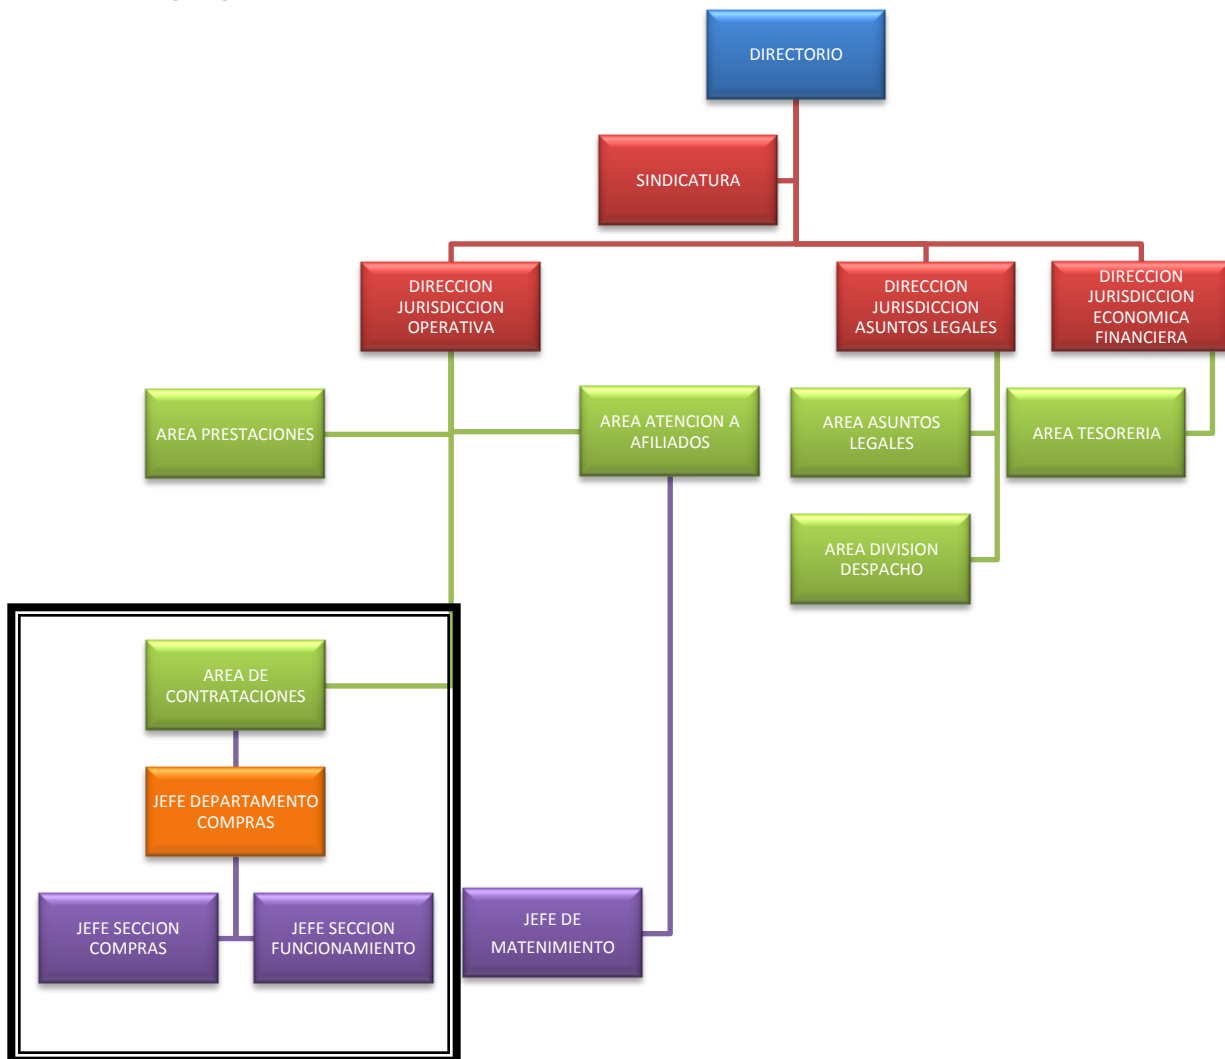 DIRECTORIO
SINDICATURA
DIRECCION
JURISDICCION
OPERATIVA
DIRECCION
JURISDICCION
ASUNTOS LEGALES
DIRECCION
JURISDICCION
ECONOMICA
FINANCIERA
AREA PRESTACIONES
AREA ATENCION A
AFILIADOS
AREA ASUNTOS
LEGALES
AREA TESORERIA
AREA DIVISION
DESPACHO
AREA DE
CONTRATACIONES
JEFE DEPARTAMENTO
COMPRAS
JEFE SECCION
COMPRAS
JEFE SECCION
FUNCIONAMIENTO
JEFE DE
MATENIMIENTO